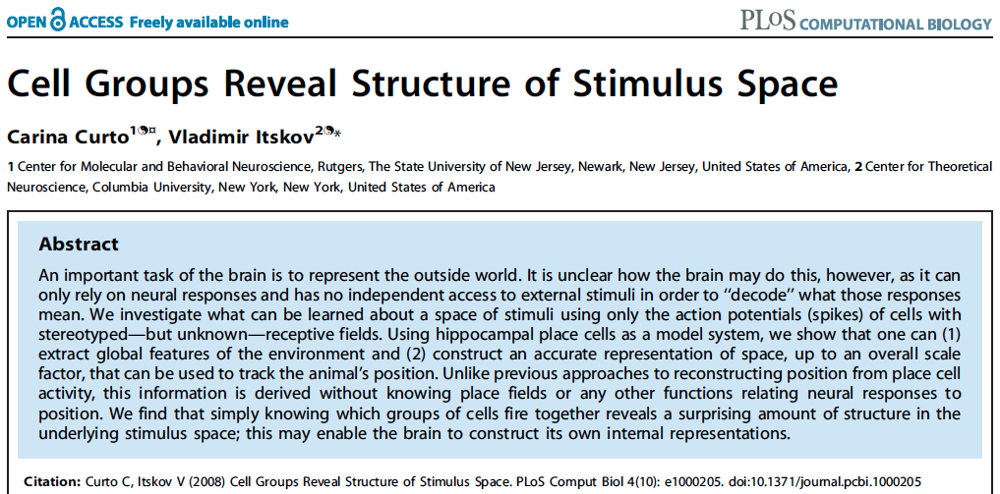 OPEN ACCESS Freely available online
PLoS COMPUTATIONAL BIOLOGY
Cell Groups Reveal Structure of Stimulus Space
Carina Curto1¤, Vladimir Itskov2*
1 Center for Molecular and Behavioral Neuroscience, Rutgers, The State University of New Jersey, Newark, New Jersey, United States of America, 2 Center for Theoretical
Neuroscience, Columbia University, New York, New York, United States of America
Abstract
An important task of the brain is to represent the outside world. It is unclear how the brain may do this, however, as it can
only rely on neural responses and has no independent access to external stimuli in order to “decode” what those responses
mean. We investigate what can be learned about a space of stimuli using only the action potentials (spikes) of cells with
stereotyped—but unknown—receptive fields. Using hippocampal place cells as a model system, we show that one can (1)
extract global features of the environment and (2) construct an accurate representation of space, up to an overall scale
factor, that can be used to track the animal’s position. Unlike previous approaches to reconstructing position from place cell
activity, this information is derived without knowing place fields or any other functions relating neural responses to
position. We find that simply knowing which groups of cells fire together reveals a surprising amount of structure in the
underlying stimulus space; this may enable the brain to construct its own internal representations.
Citation: Curto C, Itskov V (2008) Cell Groups Reveal Structure of Stimulus Space. PLoS Comput Biol 4(10): e1000205. doi:10.1371/journal.pcbi.1000205